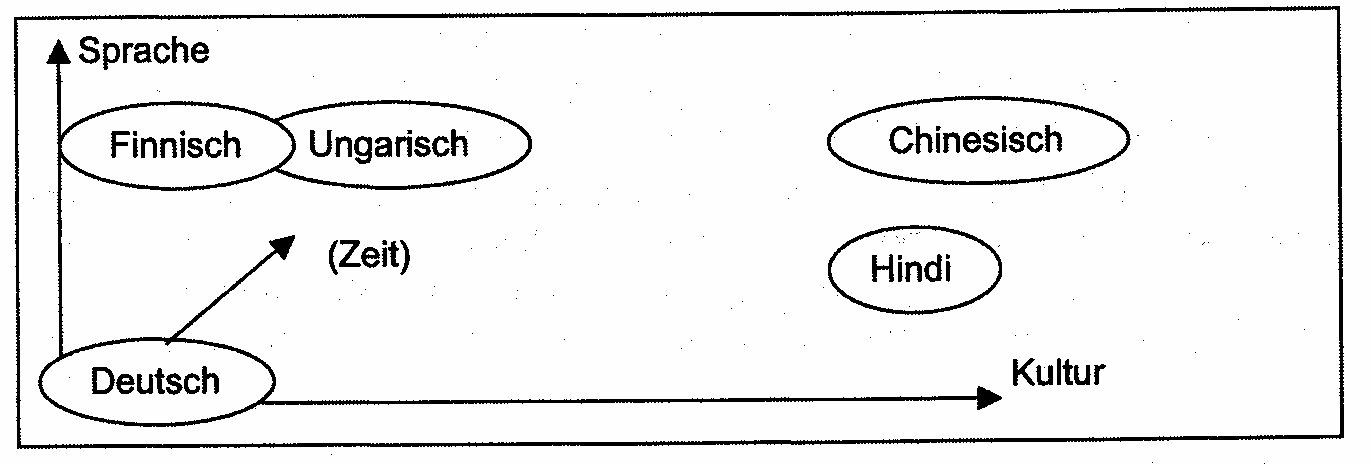 Sprache
Finnisch
Ungarisch
Chinesisch
(Zeit)
Hindi
Deutsch
Kultur